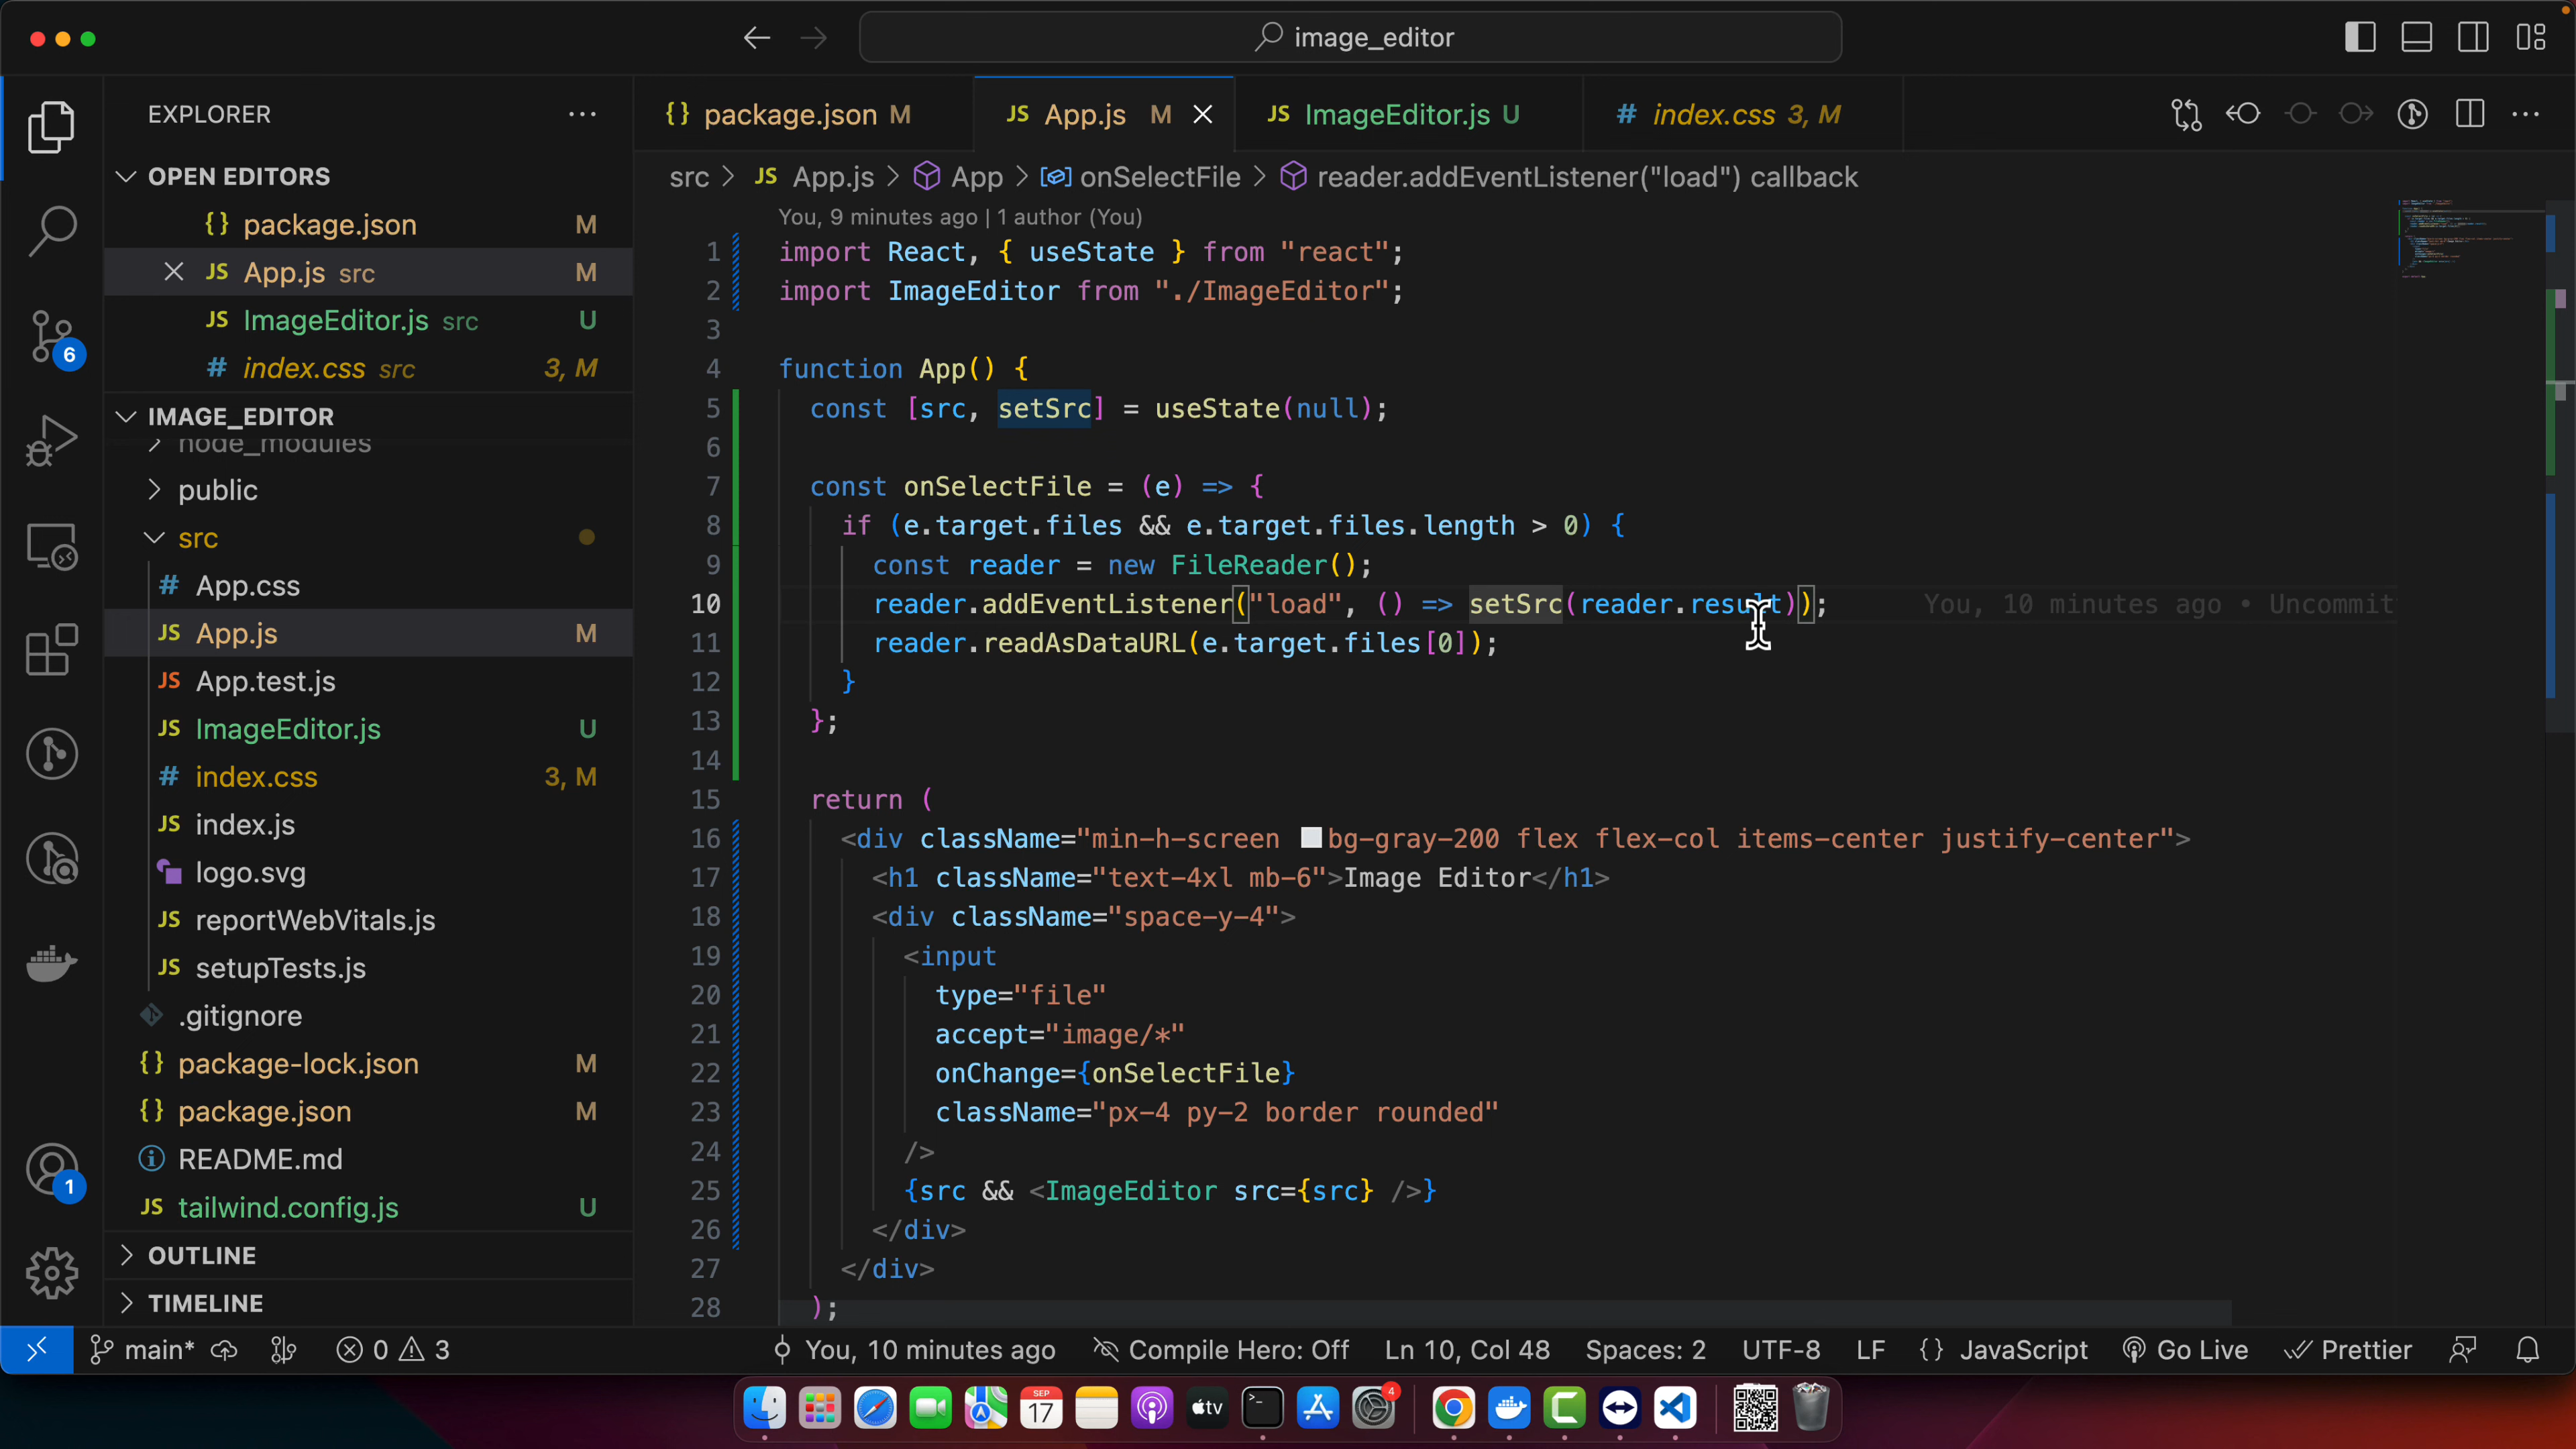 image_editor
EXPLORER
OPEN EDITORS
{} package.json M
JS App.js src M
JS ImageEditor.js src U
# index.css src 3, M
IMAGE_EDITOR
node_modules
public
src
# App.css
JS App.js M
JS App.test.js
JS ImageEditor.js U
# index.css 3, M
JS index.js
logo.svg
JS reportWebVitals.js
JS setupTests.js
.gitignore
{} package-lock.json M
{} package.json M
README.md
JS tailwind.config.js U
OUTLINE
TIMELINE
6
1
{} package.json M
JS App.js M
JS ImageEditor.js U
# index.css 3, M
src > JS App.js > App > onSelectFile > reader.addEventListener("load") callback
You, 9 minutes ago | 1 author (You)
1 import React, { useState } from "react";
2 import ImageEditor from "./ImageEditor";
3
4 function App() {
5 const [src, setSrc] = useState(null);
6
7 const onSelectFile = (e) => {
8 if (e.target.files && e.target.files.length > 0) {
9 const reader = new FileReader();
10 reader.addEventListener("load", () => setSrc(reader.result)); You, 10 minutes ago • Uncommit
11 reader.readAsDataURL(e.target.files[0]);
12 }
13 };
14
15 return (
16 <div className="min-h-screen bg-gray-200 flex flex-col items-center justify-center">
17 <h1 className="text-4xl mb-6">Image Editor</h1>
18 <div className="space-y-4">
19 <input
20 type="file"
21 accept="image/*"
22 onChange={onSelectFile}
23 className="px-4 py-2 border rounded"
24 />
25 {src && <ImageEditor src={src} />}
26 </div>
27 </div>
28 );
main* 0 3 You, 10 minutes ago Compile Hero: Off Ln 10, Col 48 Spaces: 2 UTF-8 LF {} JavaScript Go Live Prettier
SEP
17
tv
4